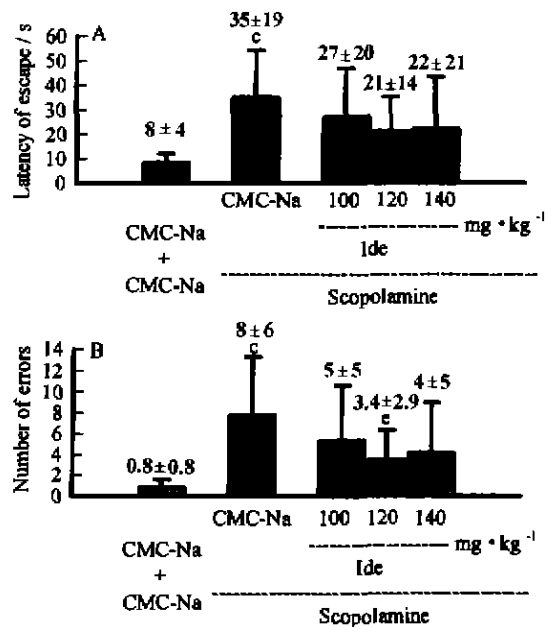 A
35±19
c
Latency of escape / s
60
50
40
30
20
10
0
8±4
27±20
21±14
22±21
CMC-Na
100 120 140
mg•kg-1
CMC-Na
+
CMC-Na
Ide
Scopolamine
B
8±6
c
Number of errors
14
12
10
8
6
4
2
0
0.8±0.8
5±5
3.4±2.9
e
4±5
CMC-Na
100 120 140
mg•kg-1
CMC-Na
+
CMC-Na
Ide
Scopolamine